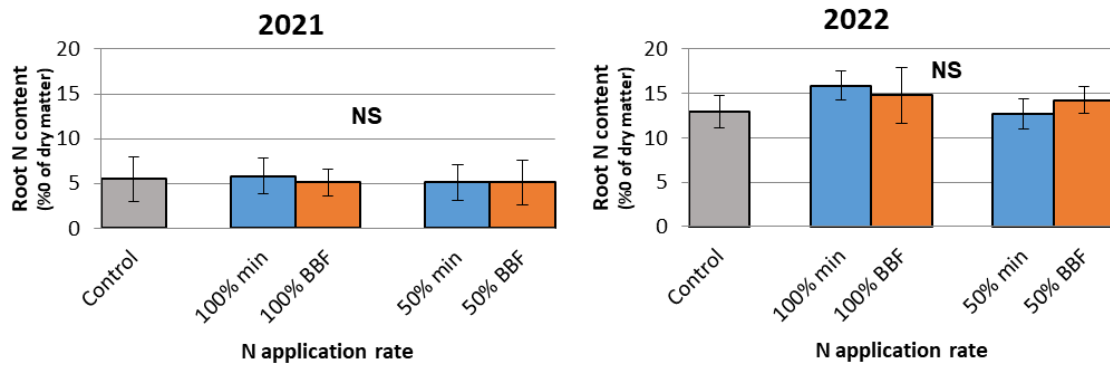 2021
Root N content
(%0 of dry matter)
20
15
10
5
0
NS
Control
100% min
100% BBF
50% min
50% BBF
N application rate
2022
Root N content
(%0 of dry matter)
20
15
10
5
0
NS
Control
100% min
100% BBF
50% min
50% BBF
N application rate